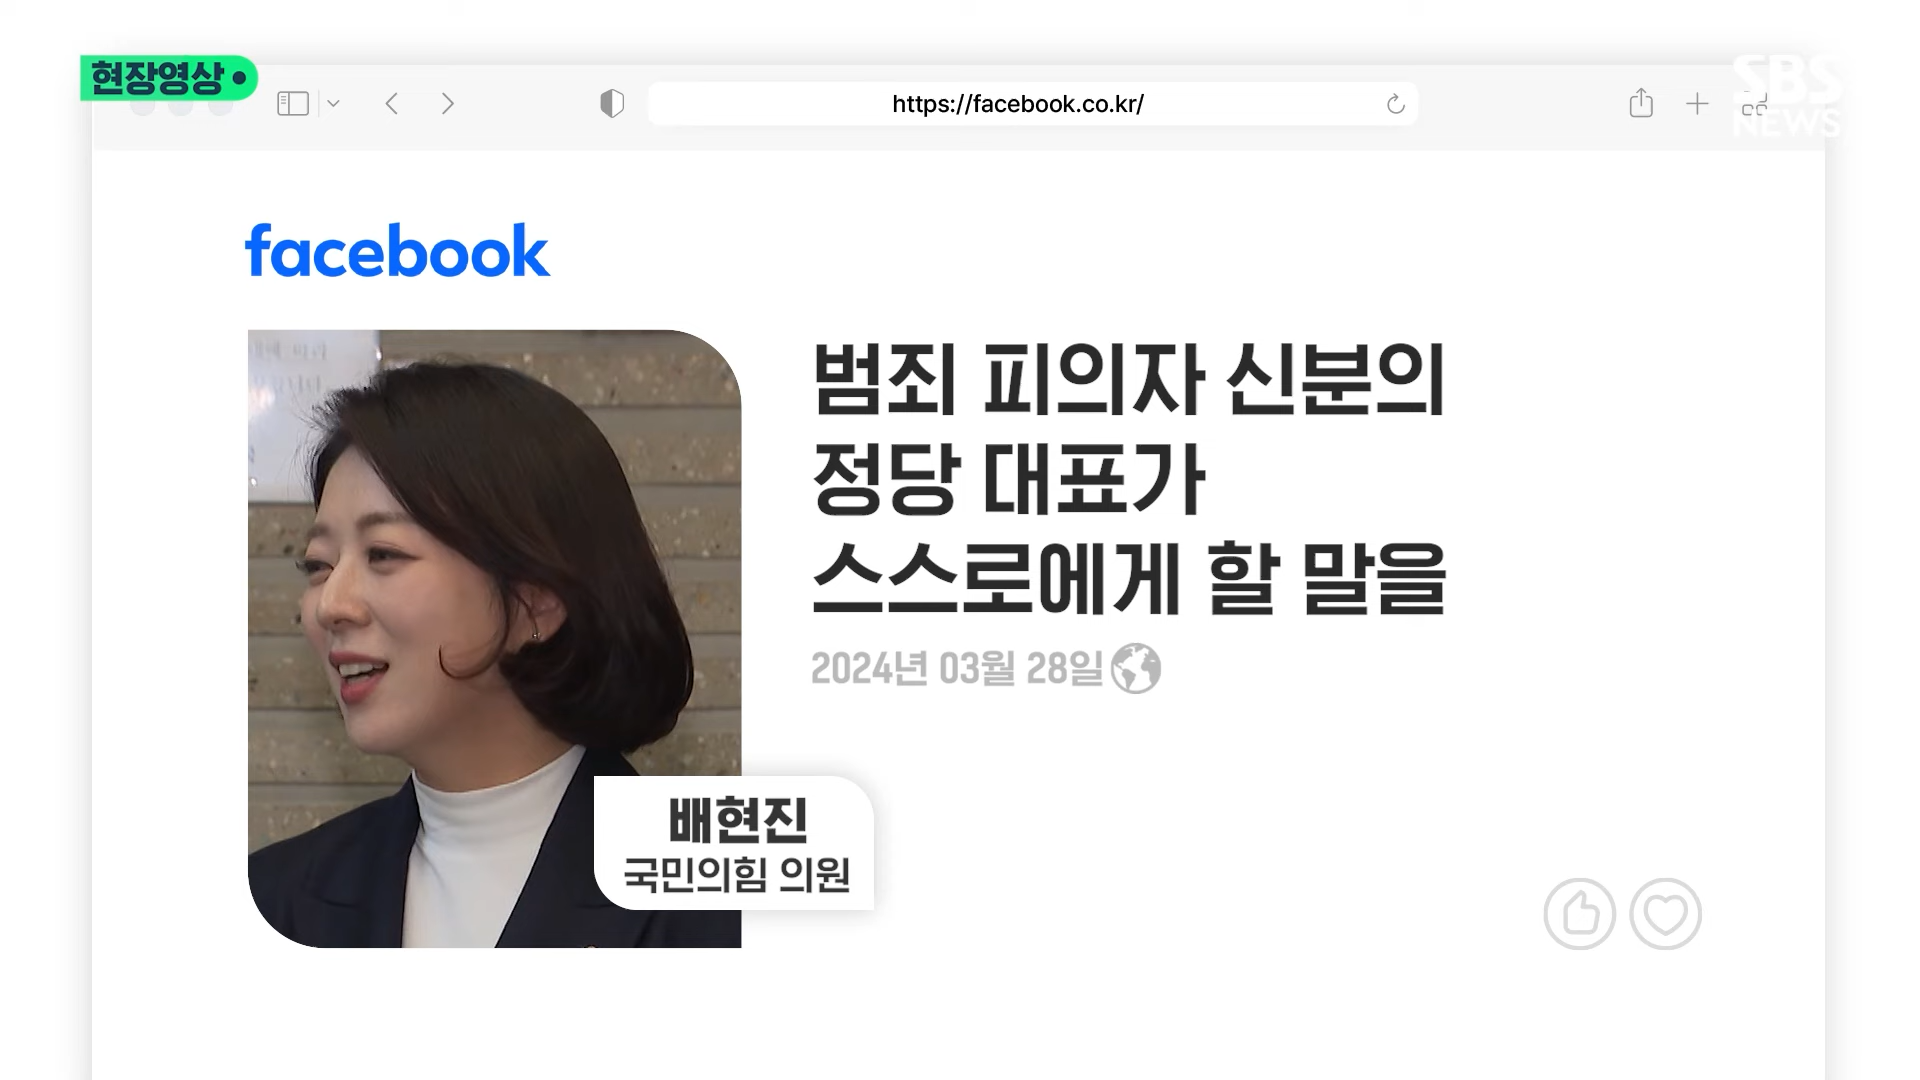 현장영상
https://facebook.co.kr/
SBS
NEWS
facebook
범죄 피의자 신분의
정당 대표가
스스로에게 할 말을
2024년 03월 28일
배현진
국민의힘 의원